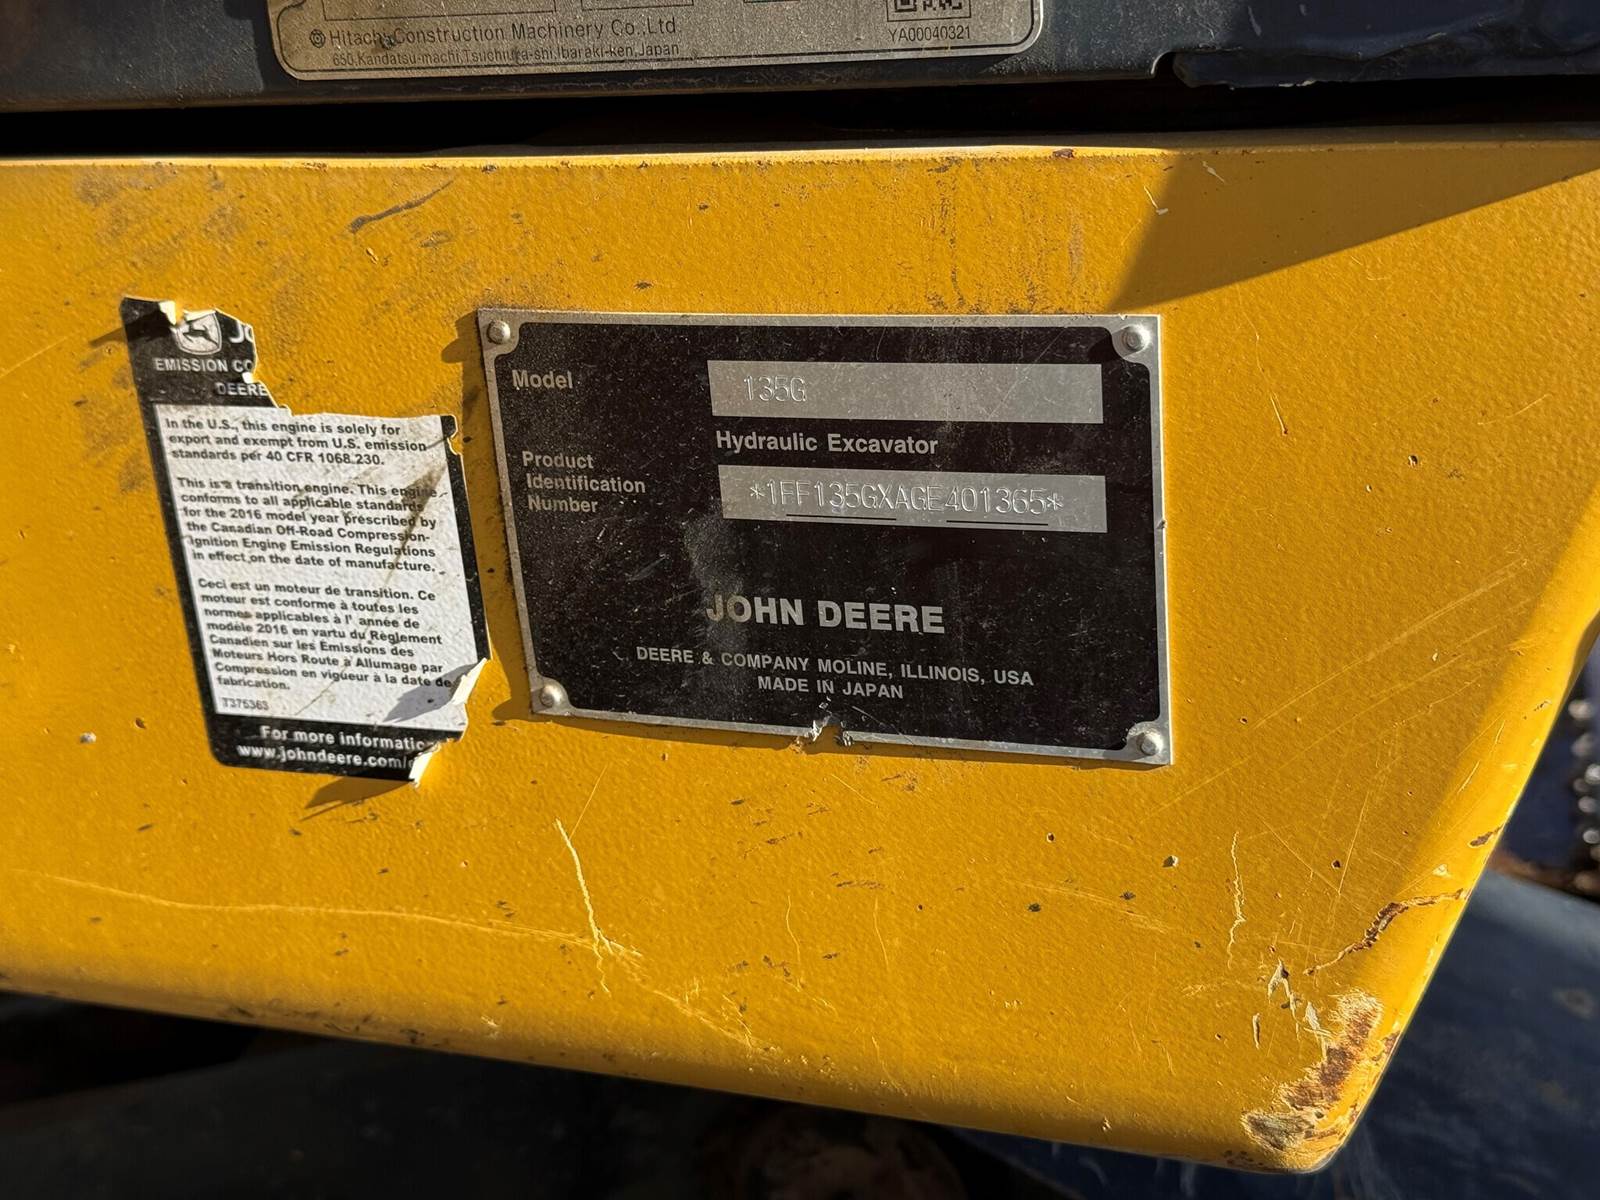 Hitachi Construction Machinery Co.,Ltd.
650,Kandatsu-machi,Tsuchiura-shi,Ibaraki-ken,Japan
YA00040321
EMISSION CO
DEERE
In the U.S., this engine is solely for
export and exempt from U.S. emission
standards per 40 CFR 1068.230.
This is a transition engine. This engine
conforms to all applicable standards
for the 2016 model year prescribed by
the Canadian Off-Road Compression-
Ignition Engine Emission Regulations
in effect on the date of manufacture.
Ceci est un moteur de transition. Ce
moteur est conforme à toutes les
normes applicables à l' année de
modèle 2016 en vartu du Règlement
Canadien sur les Emissions des
Moteurs Hors Route à Allumage par
Compression en vigueur à la date de
fabrication.
T375363
For more informatic
www.johndeere.com/
Model
135G
Hydraulic Excavator
Product
Identification
Number
*1FF135GXAGE401365*
JOHN DEERE
DEERE & COMPANY MOLINE, ILLINOIS, USA
MADE IN JAPAN